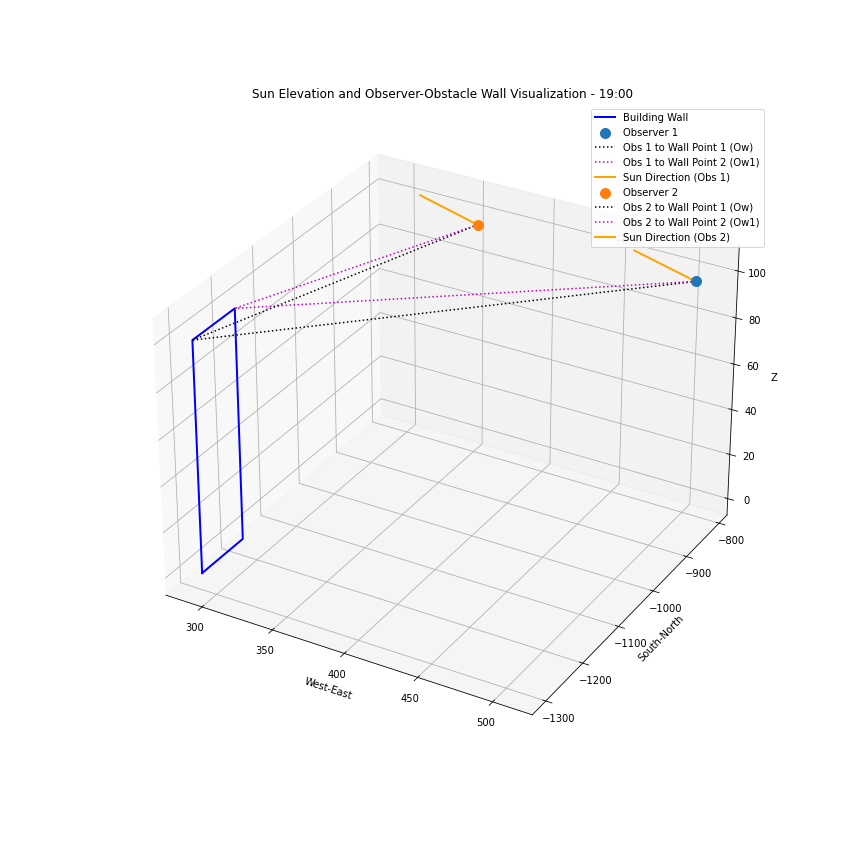 Sun Elevation and Observer-Obstacle Wall Visualization - 19:00
Building Wall
Observer 1
Obs 1 to Wall Point 1 (Ow)
Obs 1 to Wall Point 2 (Ow1)
Sun Direction (Obs 1)
Observer 2
Obs 2 to Wall Point 1 (Ow)
Obs 2 to Wall Point 2 (Ow1)
Sun Direction (Obs 2)
100
80
60
Z
40
20
0
−800
−900
−1000
−1100
−1200
−1300
South-North
300
350
400
450
500
West-East